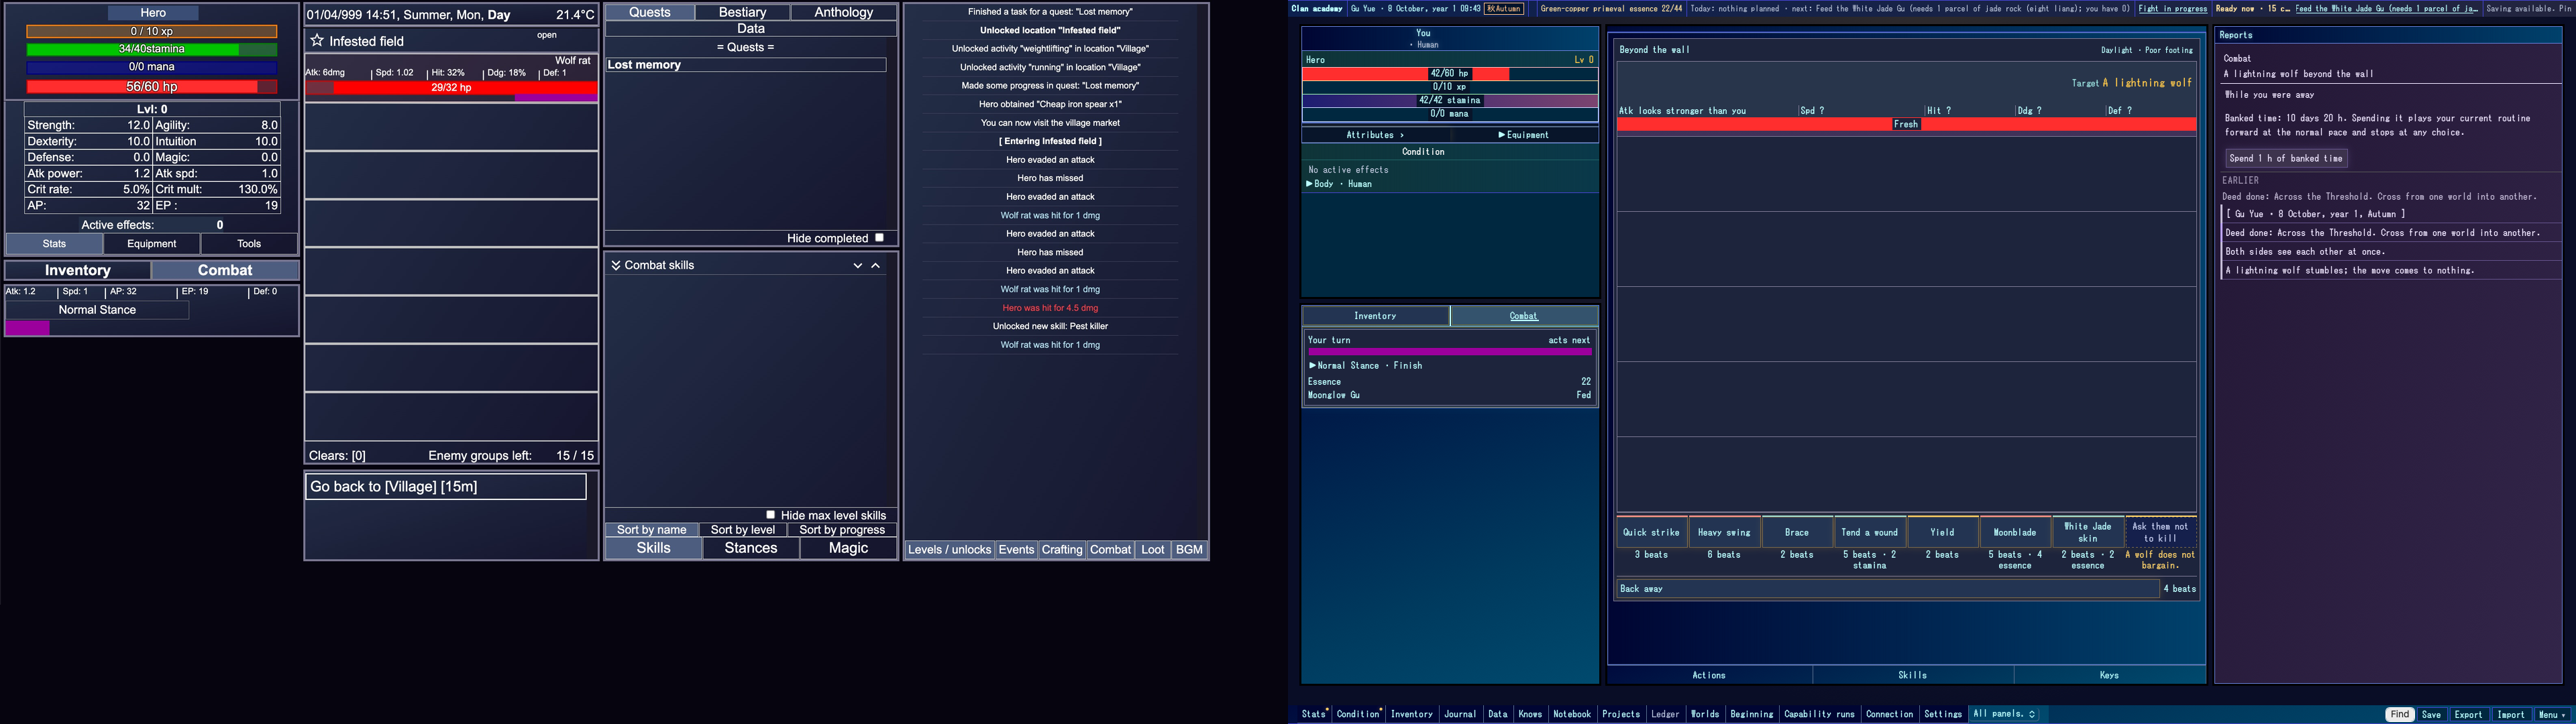 Hero
0 / 10 xp
34/40stamina
0/0 mana
56/60 hp
Lvl: 0
Strength: 12.0 Agility: 8.0
Dexterity: 10.0 Intuition 10.0
Defense: 0.0 Magic: 0.0
Atk power: 1.2 Atk spd: 1.0
Crit rate: 5.0% Crit mult: 130.0%
AP: 32 EP : 19
Active effects: 0
Stats Equipment Tools
Inventory Combat
Atk: 1.2 Spd: 1 AP: 32 EP: 19 Def: 0
Normal Stance
01/04/999 14:51, Summer, Mon, Day 21.4°C
Infested field open
Wolf rat
Atk: 6dmg Spd: 1.02 Hit: 32% Ddg: 18% Def: 1
29/32 hp
Clears: [0] Enemy groups left: 15 / 15
Go back to [Village] [15m]
Quests Bestiary Anthology
Data
= Quests =
Lost memory
Hide completed
Combat skills
Hide max level skills
Sort by name Sort by level Sort by progress
Skills Stances Magic
Finished a task for a quest: "Lost memory"
Unlocked location "Infested field"
Unlocked activity "weightlifting" in location "Village"
Unlocked activity "running" in location "Village"
Made some progress in quest: "Lost memory"
Hero obtained "Cheap iron spear x1"
You can now visit the village market
[ Entering Infested field ]
Hero evaded an attack
Hero has missed
Hero evaded an attack
Wolf rat was hit for 1 dmg
Hero evaded an attack
Hero has missed
Hero evaded an attack
Wolf rat was hit for 1 dmg
Hero was hit for 4.5 dmg
Unlocked new skill: Pest killer
Wolf rat was hit for 1 dmg
Levels / unlocks Events Crafting Combat Loot BGM
Clan academy Gu Yue · 8 October, year 1 09:43 秋Autumn Green-copper primeval essence 22/44 Today: nothing planned · next: Feed the White Jade Gu (needs 1 parcel of jade rock (eight liang); you have 0) Fight in progress Ready now · 15 c… Feed the White Jade Gu (needs 1 parcel of ja… Saving available. Pin
You
· Human
Hero Lv 0
42/60 hp
0/10 xp
42/42 stamina
0/0 mana
Attributes › ▶Equipment
Condition
No active effects
▶Body · Human
Inventory Combat
Your turn acts next
▶Normal Stance · Finish
Essence 22
Moonglow Gu Fed
Beyond the wall Daylight · Poor footing
Target A lightning wolf
Atk looks stronger than you Spd ? Hit ? Ddg ? Def ?
Fresh
Quick strike Heavy swing Brace Tend a wound Yield Moonblade White Jade skin Ask them not to kill
3 beats 6 beats 2 beats 5 beats · 2 stamina 2 beats 5 beats · 4 essence 2 beats · 2 essence A wolf does not bargain.
Back away 4 beats
Actions Skills Keys
Reports
Combat
A lightning wolf beyond the wall
While you were away
Banked time: 10 days 20 h. Spending it plays your current routine
forward at the normal pace and stops at any choice.
Spend 1 h of banked time
EARLIER
Deed done: Across the Threshold. Cross from one world into another.
[ Gu Yue · 8 October, year 1, Autumn ]
Deed done: Across the Threshold. Cross from one world into another.
Both sides see each other at once.
A lightning wolf stumbles; the move comes to nothing.
Stats Condition Inventory Journal Data Knows Notebook Projects Ledger Worlds Beginning Capability runs Connection Settings All panels. Find Save Export Import Menu